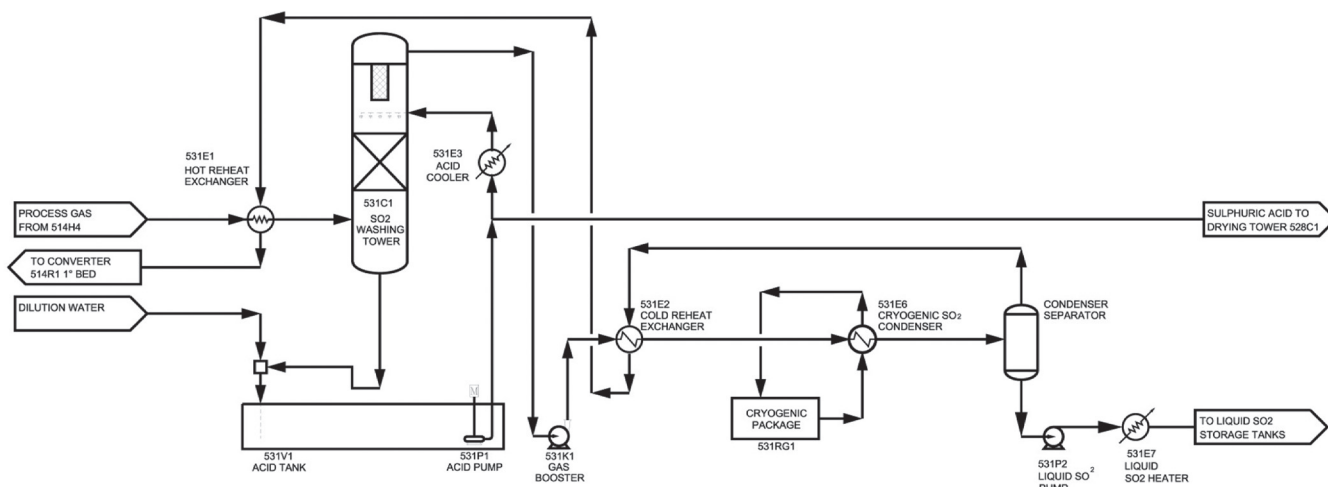 531E1
HOT REHEAT
EXCHANGER
PROCESS GAS
FROM 514H4
TO CONVERTER
514R1 1° BED
DILUTION WATER
531C1
SO2
WASHING
TOWER
531E3
ACID
COOLER
SULPHURIC ACID TO
DRYING TOWER 528C1
531E2
COLD REHEAT
EXCHANGER
531E6
CRYOGENIC SO₂
CONDENSER
CONDENSER
SEPARATOR
M
CRYOGENIC
PACKAGE
531RG1
531V1
ACID TANK
531P1
ACID PUMP
531K1
GAS
BOOSTER
531P2
LIQUID SO²
PUMP
531E7
LIQUID
SO2 HEATER
TO LIQUID SO2
STORAGE TANKS